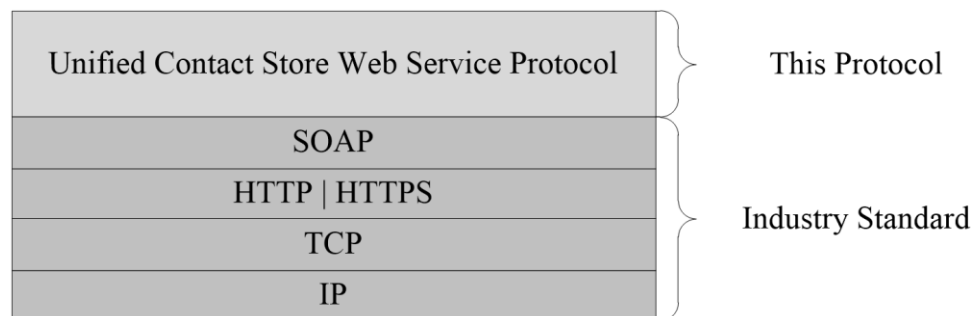 Unified Contact Store Web Service Protocol
This Protocol
SOAP
HTTP | HTTPS
TCP
IP
Industry Standard